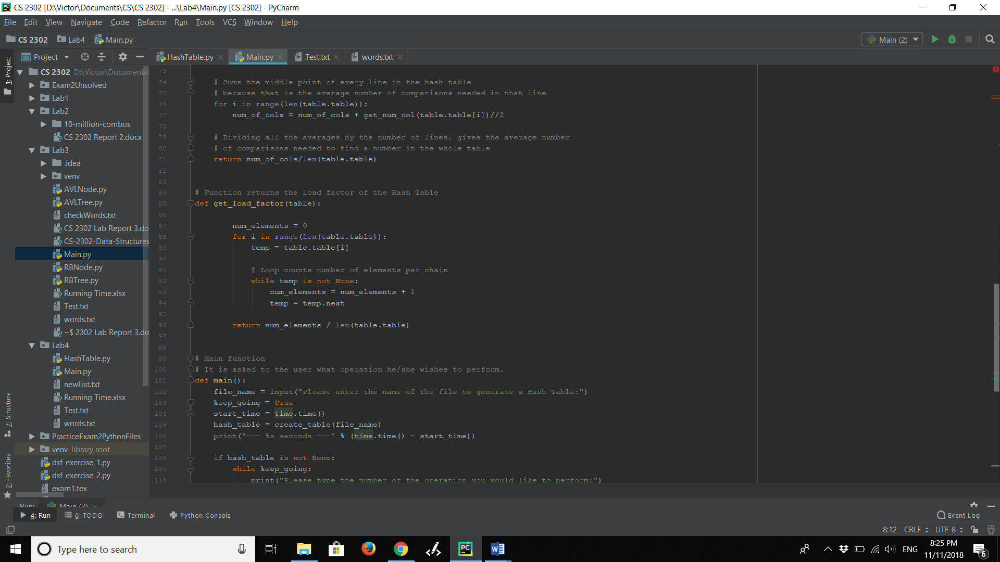 CS 2302 [D:\Victor\Documents\CS\CS 2302] - ...\Lab4\Main.py [CS 2302] - PyCharm
File Edit View Navigate Code Refactor Run Tools VCS Window Help
CS 2302 Lab4 Main.py
Main (2)
Project
HashTable.py Main.py Test.txt words.txt
1: Project
7: Structure
2: Favorites
CS 2302 D:\Victor\Documents\
Exam2Unsolved
Lab1
Lab2
10-million-combos
CS 2302 Report 2.docx
Lab3
.idea
venv
AVLNode.py
AVLTree.py
checkWords.txt
CS 2302 Lab Report 3.do
CS-2302-Data-Structures
Main.py
RBNode.py
RBTree.py
Running Time.xlsx
Test.txt
words.txt
~$ 2302 Lab Report 3.do
Lab4
HashTable.py
Main.py
newList.txt
Running Time.xlsx
Test.txt
words.txt
PracticeExam2PythonFiles
venv library root
dsf_exercise_1.py
dsf_exercise_2.py
exam1.tex
73
74 # Sums the middle point of every line in the hash table
75 # because that is the average number of comparisons needed in that line
76 for i in range(len(table.table)):
77 num_of_cols = num_of_cols + get_num_col(table.table[i])//2
78
79 # Dividing all the averages by the number of lines, gives the average number
80 # of comparisons needed to find a number in the whole table
81 return num_of_cols/len(table.table)
82
83
84 # Function returns the load factor of the Hash Table
85 def get_load_factor(table):
86
87 num_elements = 0
88 for i in range(len(table.table)):
89 temp = table.table[i]
90
91 # Loop counts number of elements per chain
92 while temp is not None:
93 num_elements = num_elements + 1
94 temp = temp.next
95
96 return num_elements / len(table.table)
97
98
99 # Main function
100 # It is asked to the user what operation he/she wishes to perform.
101 def main():
102 file_name = input("Please enter the name of the file to generate a Hash Table:")
103 keep_going = True
104 start_time = time.time()
105 hash_table = create_table(file_name)
106 print("--- %s seconds ---" % (time.time() - start_time))
107
108 if hash_table is not None:
109 while keep_going:
110 print("Please type the number of the operation you would like to perform:")
Run: Main (2)
4: Run 6: TODO Terminal Python Console Event Log
8:12 CRLF UTF-8
Type here to search
ENG
8:25 PM
11/11/2018
6